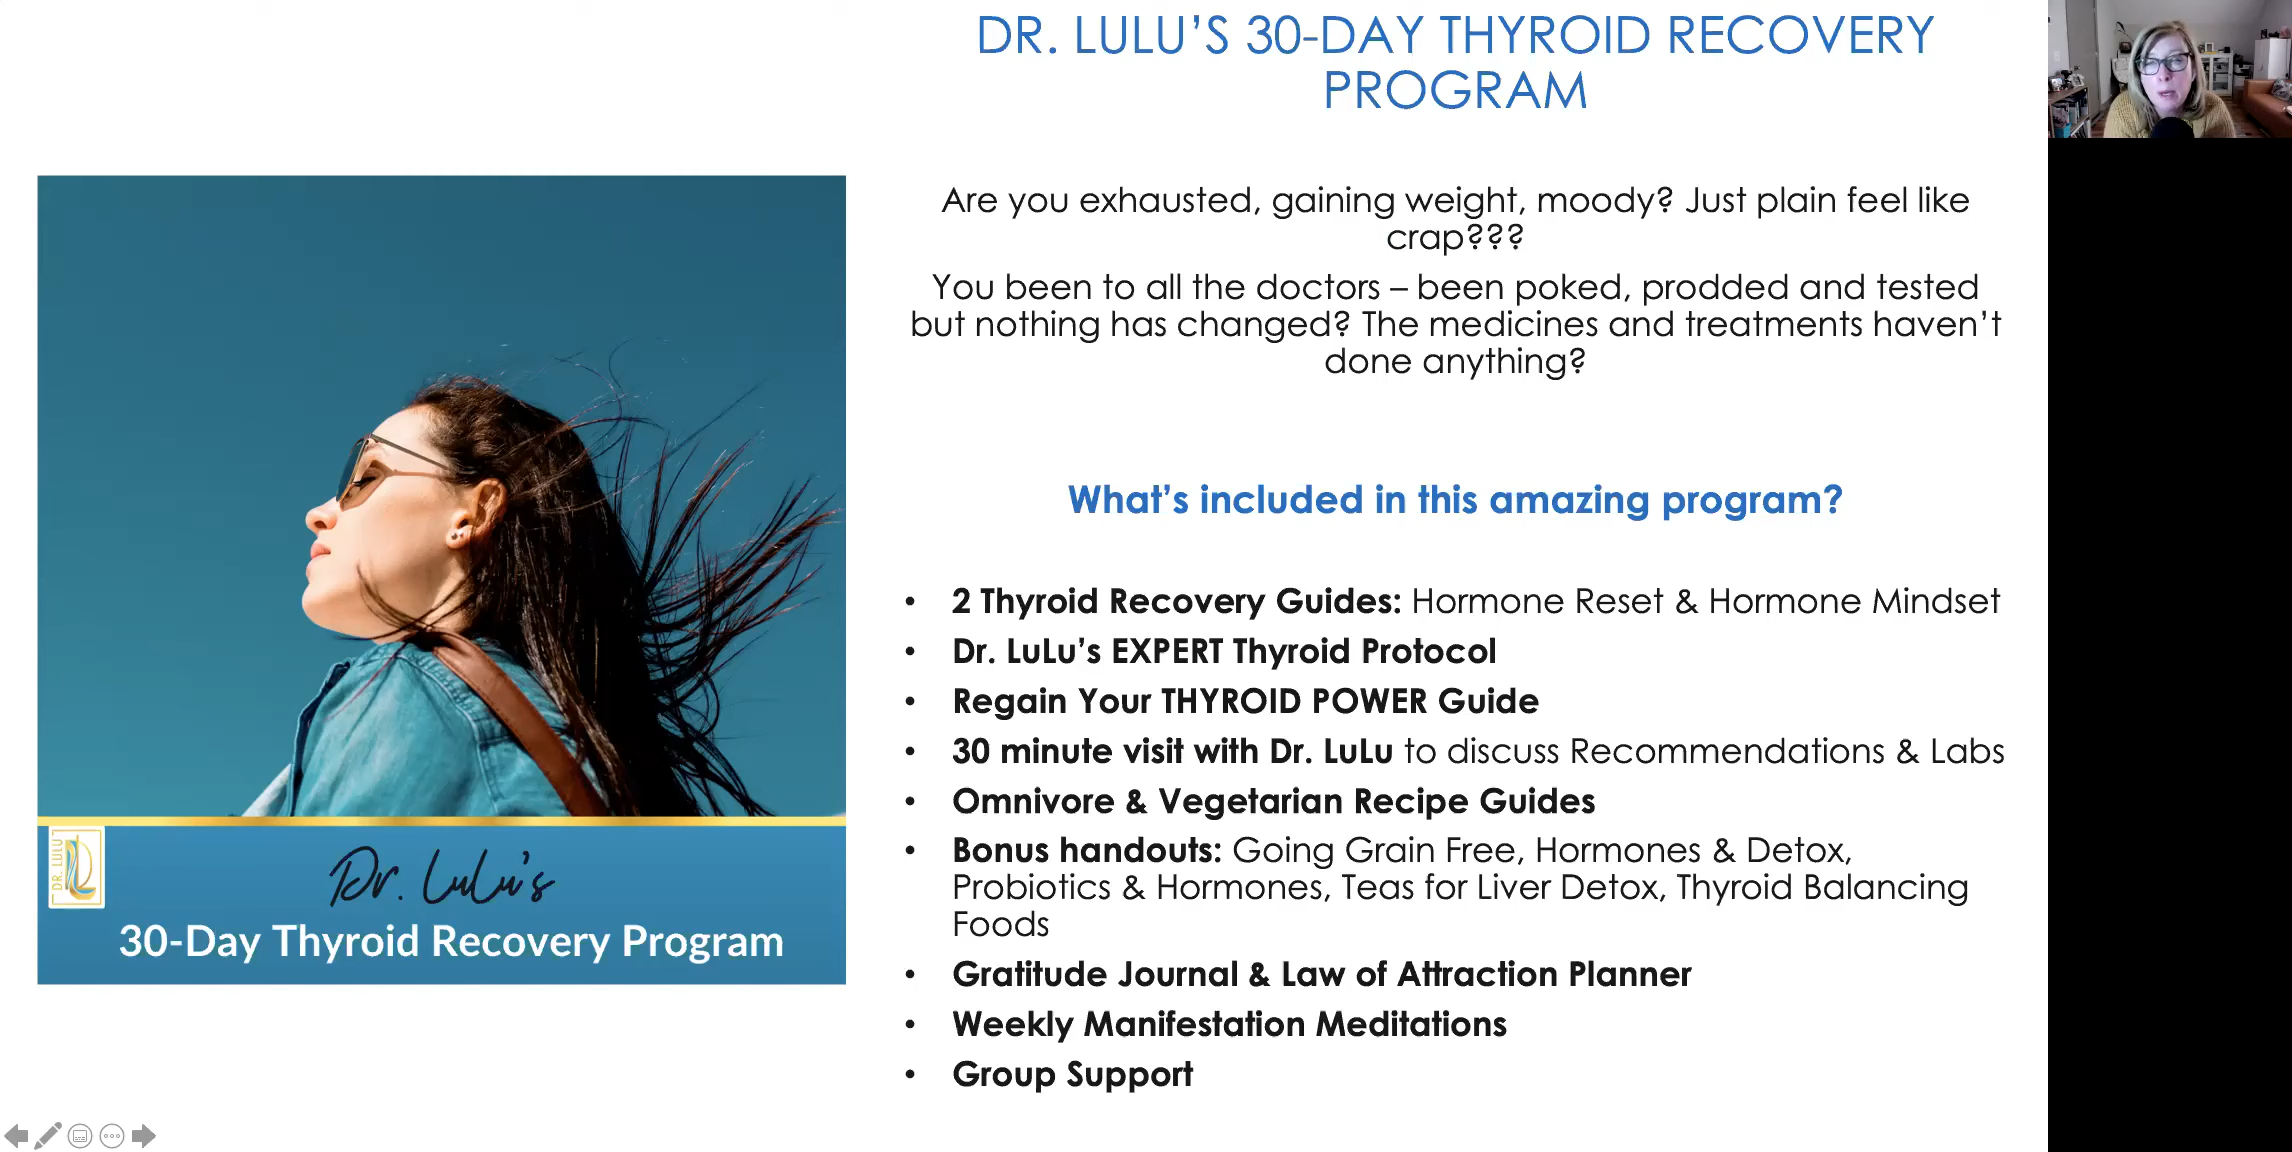 DR. LULU’S 30-DAY THYROID RECOVERY
PROGRAM
Are you exhausted, gaining weight, moody? Just plain feel like
crap???
You been to all the doctors – been poked, prodded and tested
but nothing has changed? The medicines and treatments haven’t
done anything?
What’s included in this amazing program?
• 2 Thyroid Recovery Guides: Hormone Reset & Hormone Mindset
• Dr. LuLu’s EXPERT Thyroid Protocol
• Regain Your THYROID POWER Guide
• 30 minute visit with Dr. LuLu to discuss Recommendations & Labs
• Omnivore & Vegetarian Recipe Guides
• Bonus handouts: Going Grain Free, Hormones & Detox,
Probiotics & Hormones, Teas for Liver Detox, Thyroid Balancing
Foods
• Gratitude Journal & Law of Attraction Planner
• Weekly Manifestation Meditations
• Group Support
DR. LULU
Dr. LuLu's
30-Day Thyroid Recovery Program